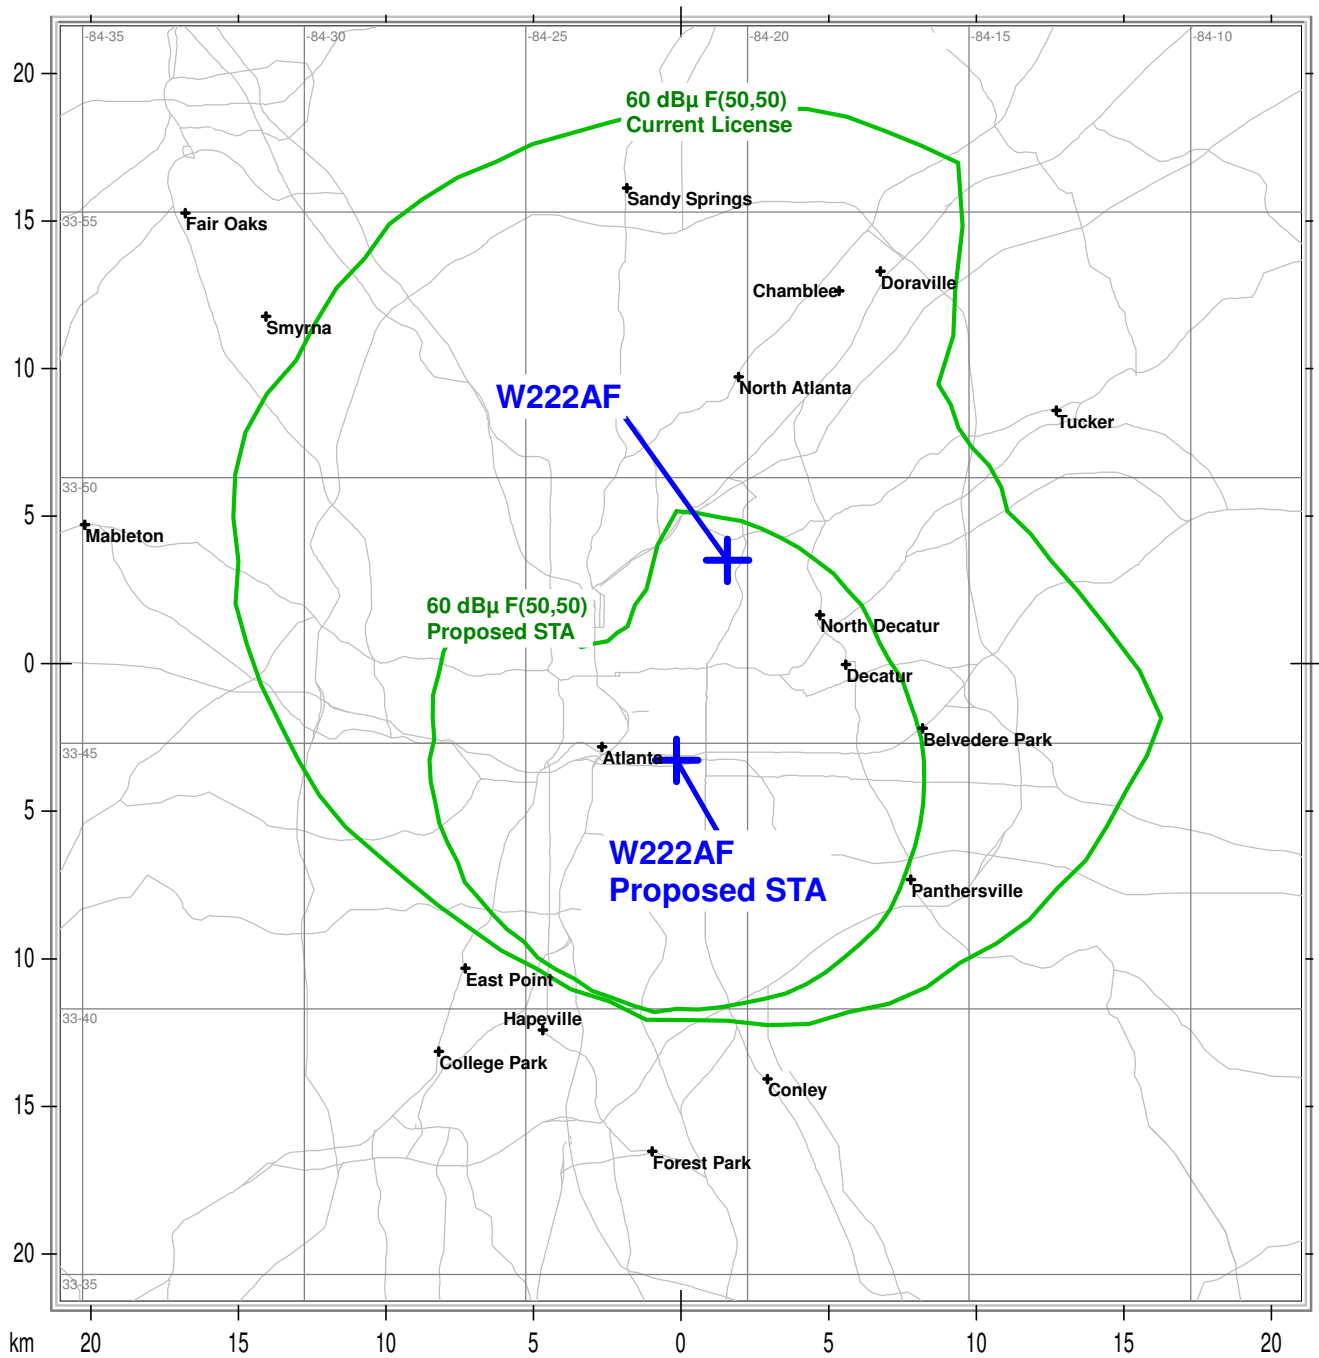 -84-35
-84-30
-84-25
-84-20
-84-15
-84-10
20
60 dBµ F(50,50)
Current License
Sandy Springs
33-55
15
Fair Oaks
Doraville
Chamblee
Smyrna
10
North Atlanta
W222AF
Tucker
33-50
5
Mableton
60 dBµ F(50,50)
Proposed STA
North Decatur
0
Decatur
Belvedere Park
33-45
Atlanta
5
W222AF
Proposed STA
Panthersville
10
East Point
33-40
Hapeville
College Park
Conley
15
Forest Park
20
33-35
km
20
15
10
5
0
5
10
15
20